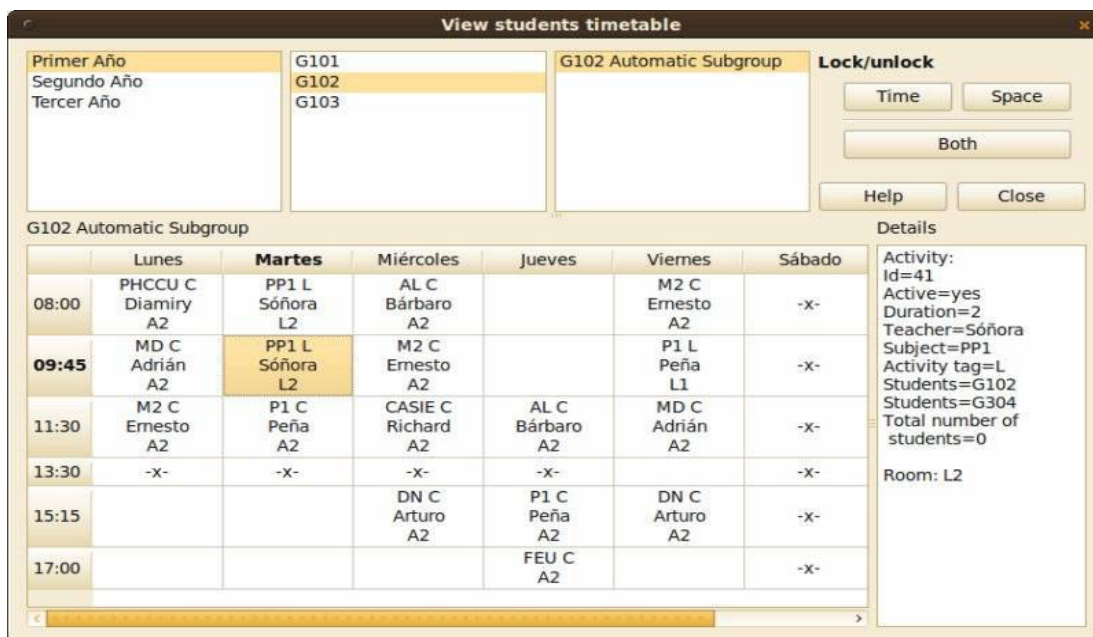 View students timetable
Primer Año
Segundo Año
Tercer Año
G101
G102
G103
G102 Automatic Subgroup
Lock/unlock
Time Space
Both
Help Close
G102 Automatic Subgroup
Lunes Martes Miércoles Jueves Viernes Sábado
08:00
PHCCU C
Diamiry
A2
PP1 L
Sóñora
L2
AL C
Bárbaro
A2
M2 C
Ernesto
A2
-x-
09:45
MD C
Adrián
A2
PP1 L
Sóñora
L2
M2 C
Ernesto
A2
P1 L
Peña
L1
-x-
11:30
M2 C
Ernesto
A2
P1 C
Peña
A2
CASIE C
Richard
A2
AL C
Bárbaro
A2
MD C
Adrián
A2
-x-
13:30 -x- -x- -x- -x- -x-
15:15
DN C
Arturo
A2
P1 C
Peña
A2
DN C
Arturo
A2
-x-
17:00
FEU C
A2
-x-
Details
Activity:
Id=41
Active=yes
Duration=2
Teacher=Sóñora
Subject=PP1
Activity tag=L
Students=G102
Students=G304
Total number of
students=0
Room: L2